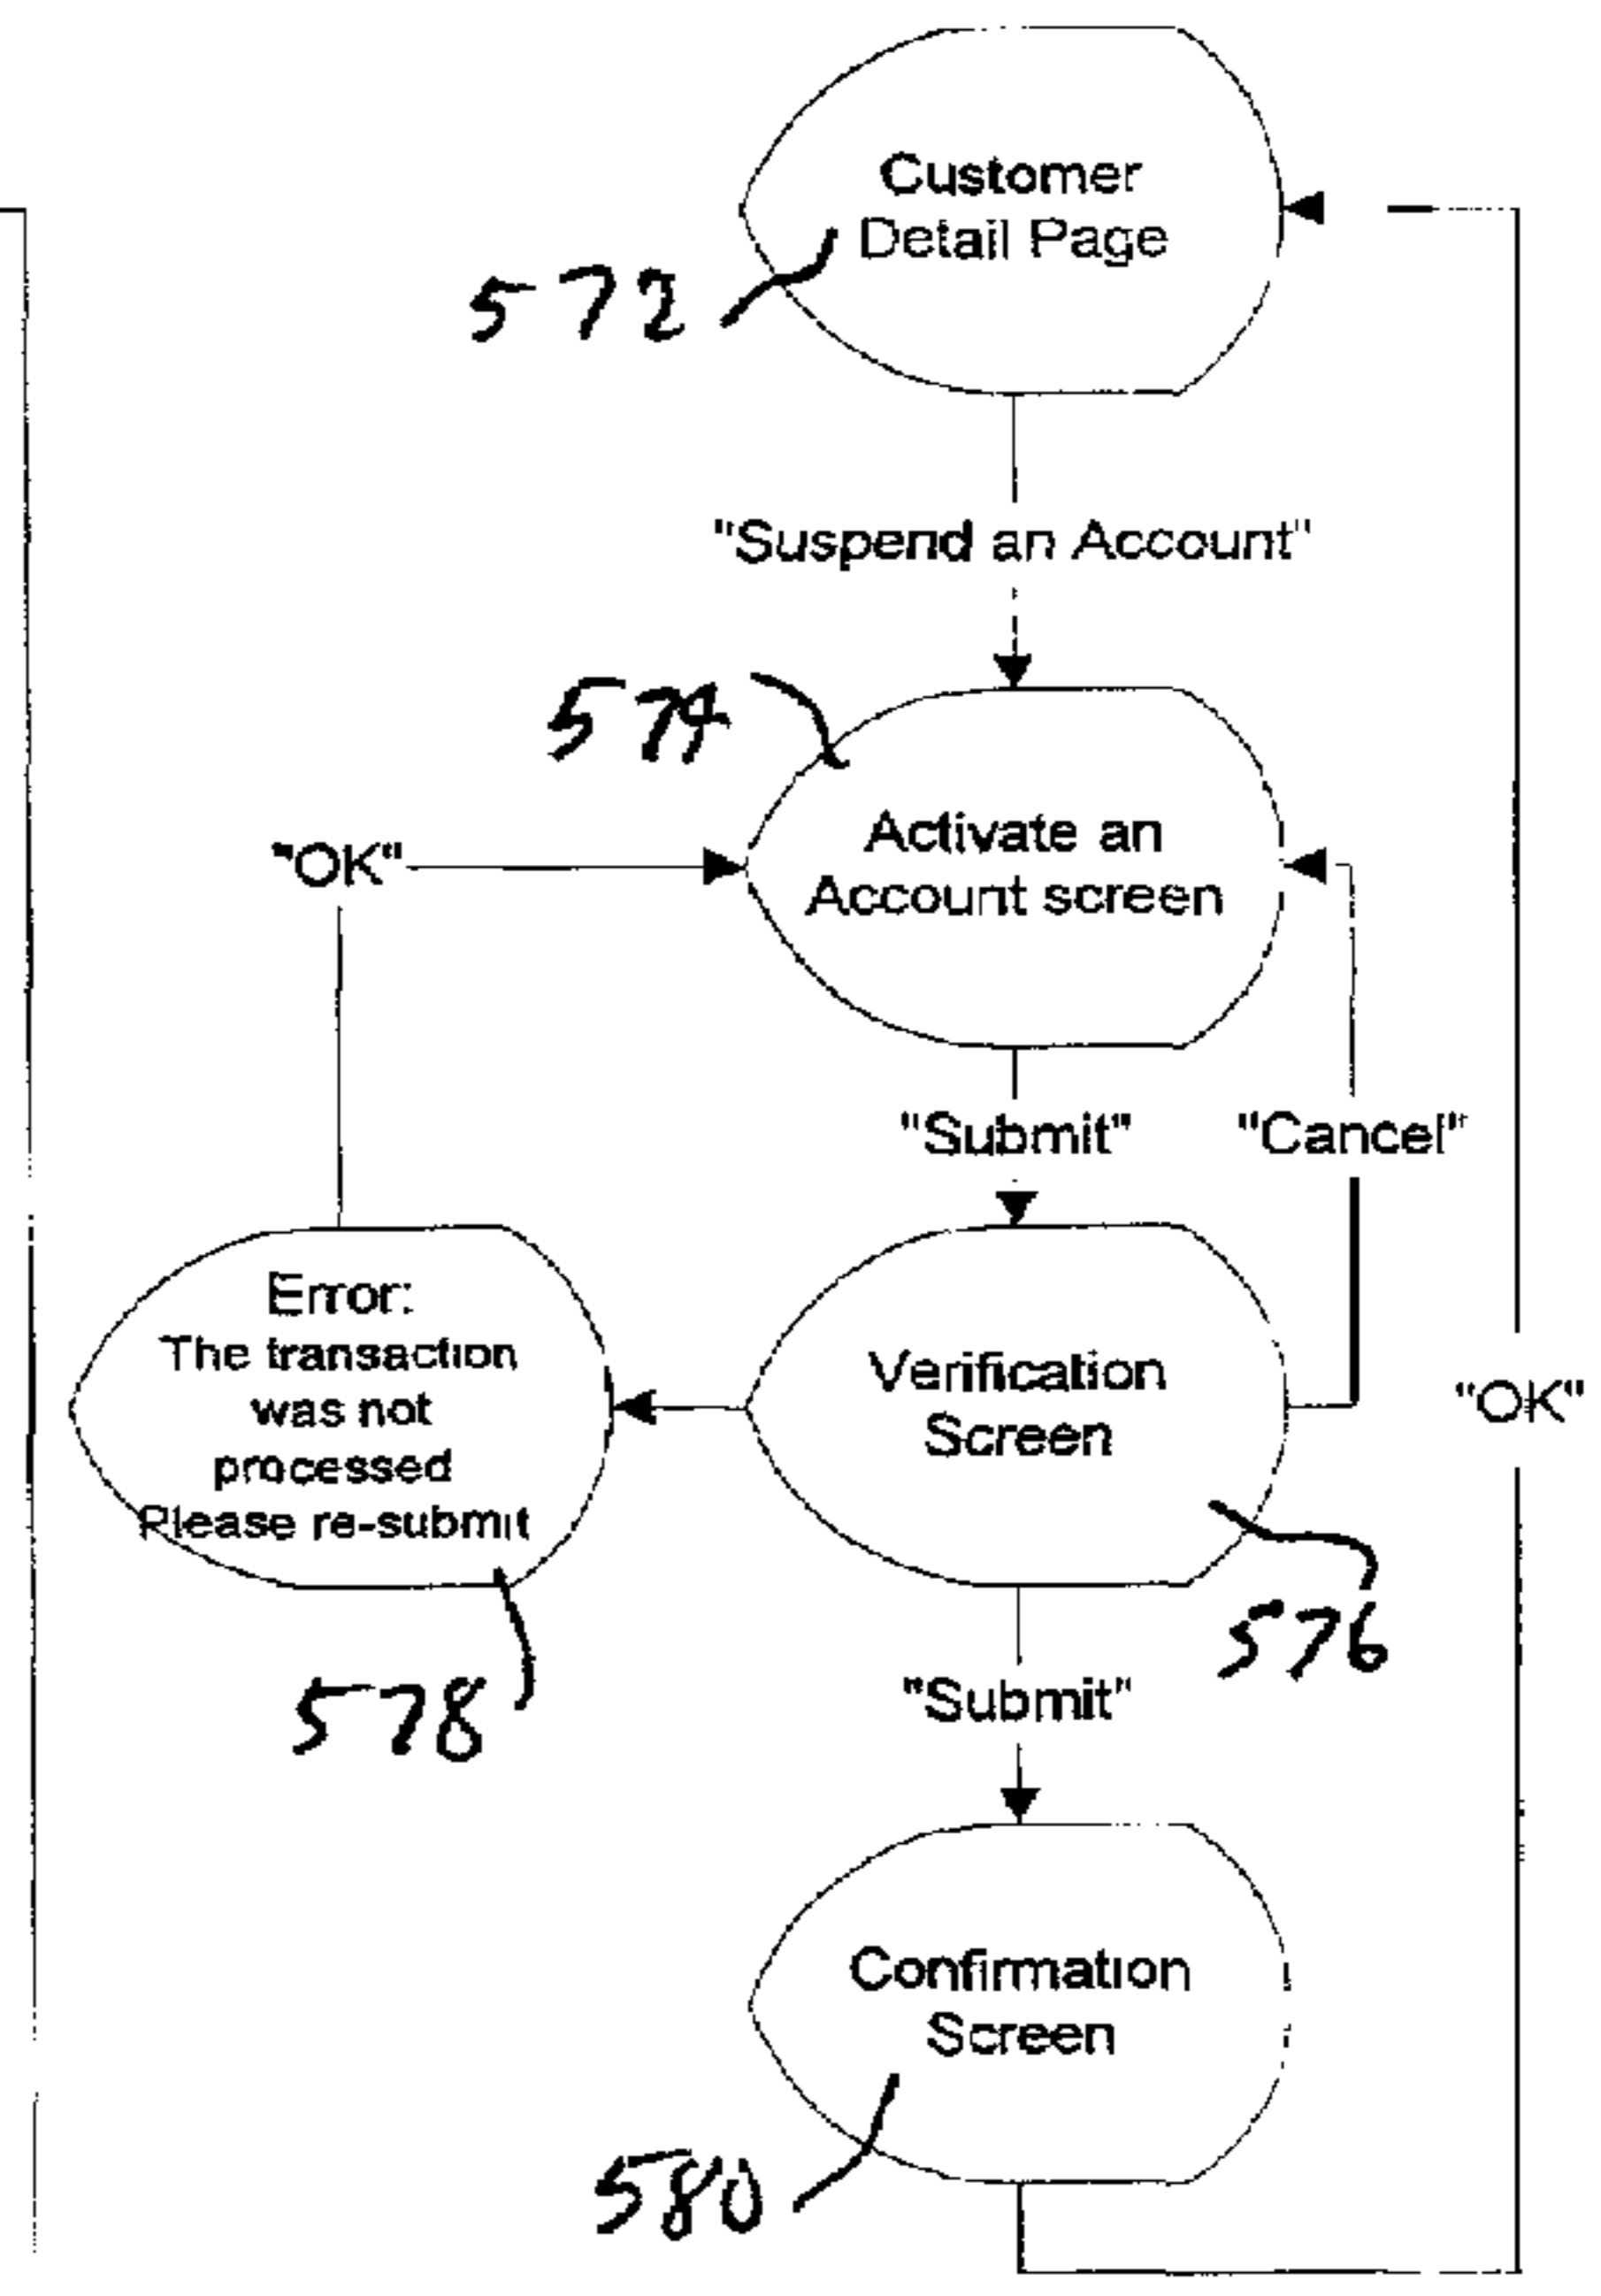 Customer
Detail Page
572
"Suspend an Account"
574
Activate an
Account screen
"OK"
"Submit"
"Cancel"
Error:
The transaction
was not
processed
Please re-submit
Verification
Screen
"OK"
576
578
"Submit"
Confirmation
Screen
580